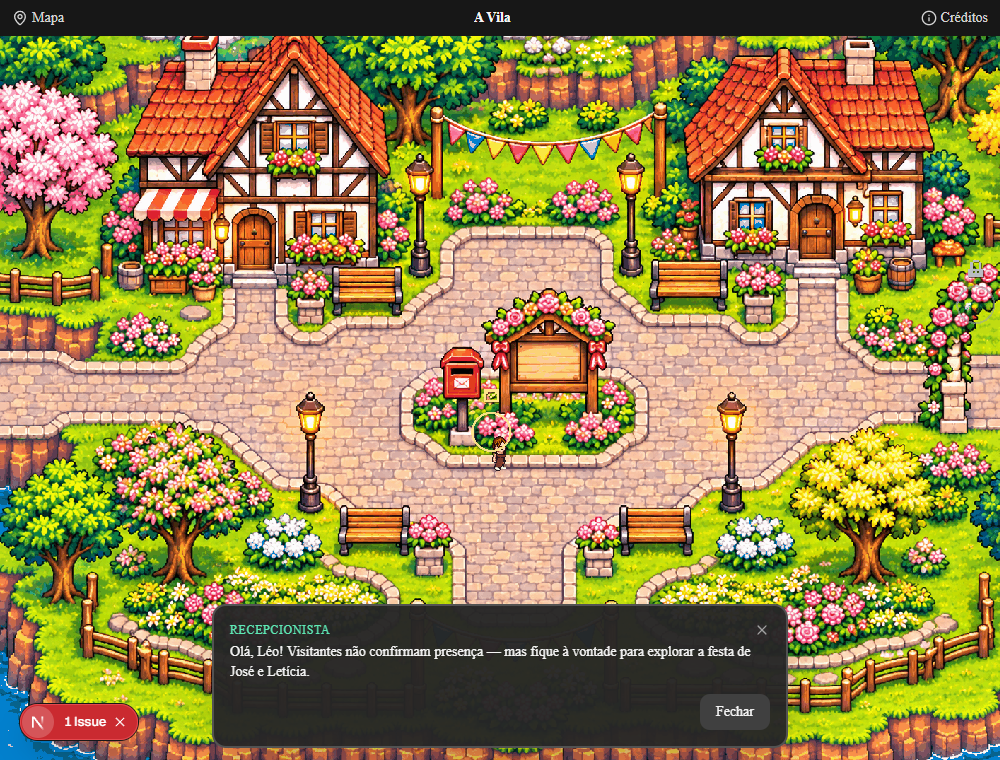 Mapa
A Vila
Créditos
RECEPCIONISTA
Olá, Léo! Visitantes não confirmam presença — mas fique à vontade para explorar a festa de
José e Letícia.
Fechar
N
1 Issue